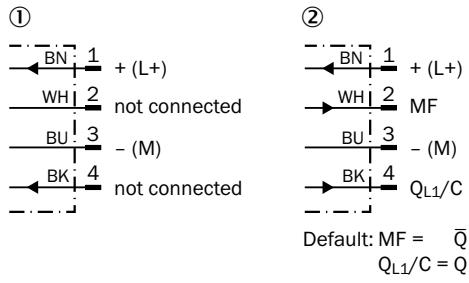 ① ②
BN 1 + (L+) BN 1 + (L+)
WH 2 not connected WH 2 MF
BU 3 – (M) BU 3 – (M)
BK 4 not connected BK 4 QL1/C
Default: MF = Q̅
QL1/C = Q